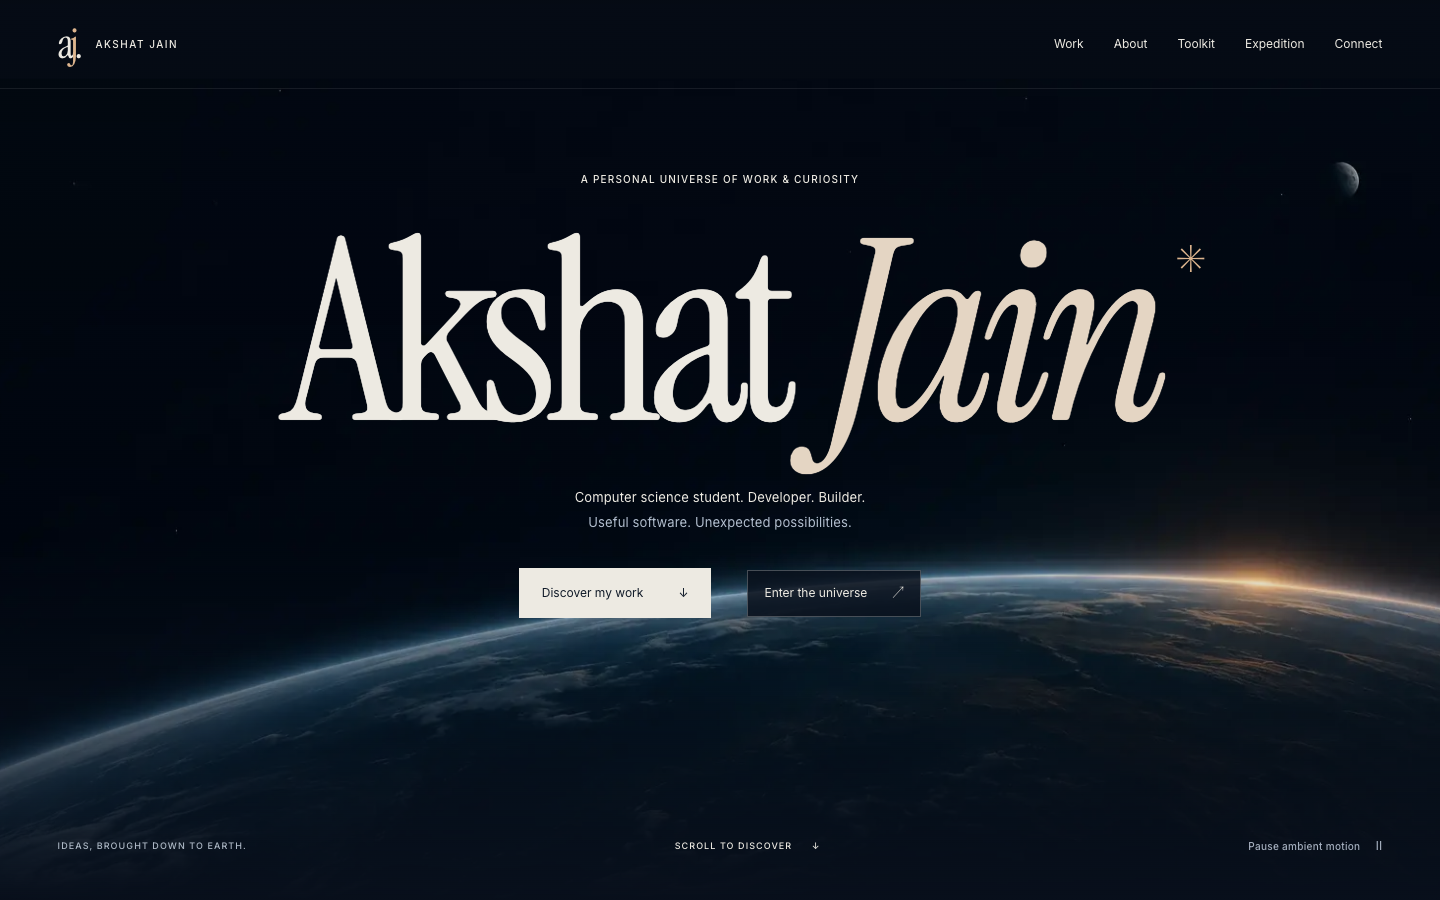 aj. AKSHAT JAIN
Work About Toolkit Expedition Connect
A PERSONAL UNIVERSE OF WORK & CURIOSITY
Akshat Jain
Computer science student. Developer. Builder.
Useful software. Unexpected possibilities.
Discover my work ↓
Enter the universe ↗
IDEAS, BROUGHT DOWN TO EARTH.
SCROLL TO DISCOVER ↓
Pause ambient motion